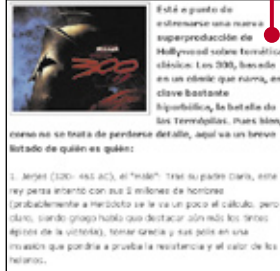 Está a punto de
estrenarse una nueva
superproducción de
Hollywood sobre temática
clásica: Los 300, basada
en un cómic que narra, en
clave bastante
hiperbólica, la batalla de
las Termópilas. Pues bien,
como no se trata de perderse detalle, aquí va un breve
listado de quién es quién:
300
1. Jerjes (520- 465 AC), el "malo": Tras su padre Darío, este
rey persa intentó con sus 2 millones de hombres
(probablemente a Heródoto se le va un poco el cálculo, pero
claro, siendo griego había que destacar aún más los tintes
épicos de la victoria), tomar Grecia y sus polis en una
invasión que pondría a prueba la resistencia y el valor de los
helenos.